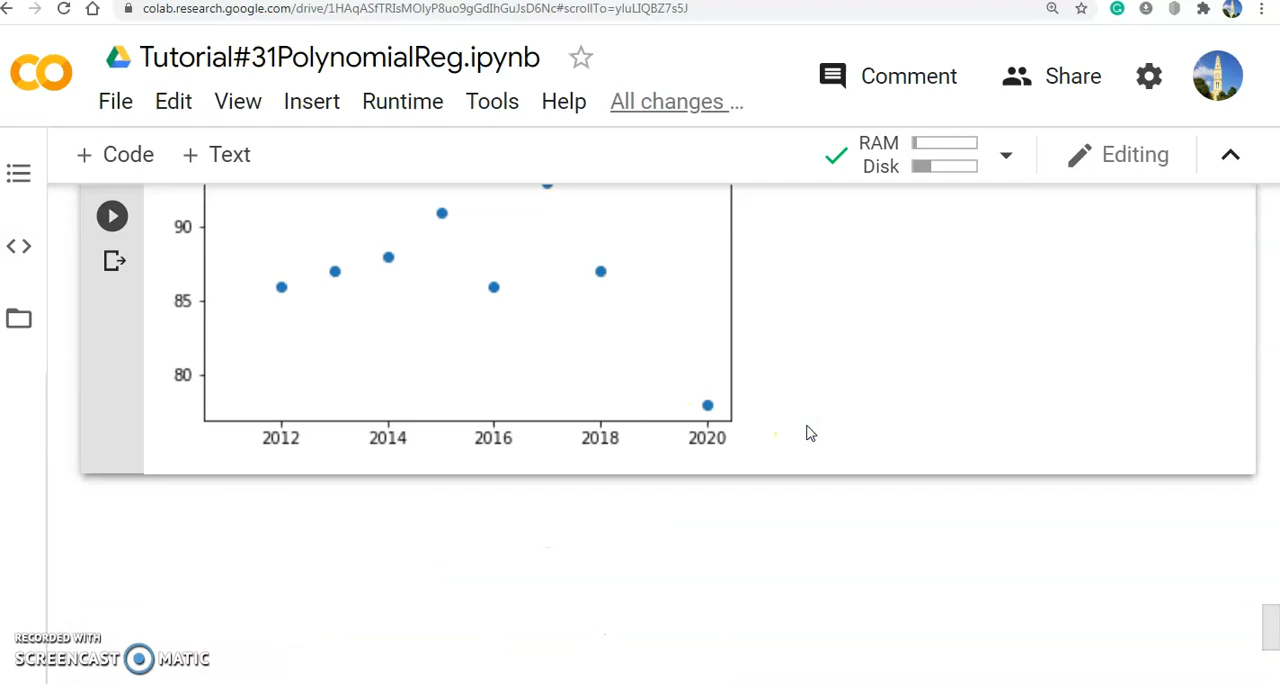 colab.research.google.com/drive/1HAqASfTRIsMOIyP8uo9gGdIhGuJsD6Nc#scrollTo=yluLIQBZ7s5J
Tutorial#31PolynomialReg.ipynb
Comment
Share
File Edit View Insert Runtime Tools Help All changes ...
+ Code + Text
RAM
Disk
Editing
90
85
80
2012 2014 2016 2018 2020
RECORDED WITH
SCREENCAST MATIC